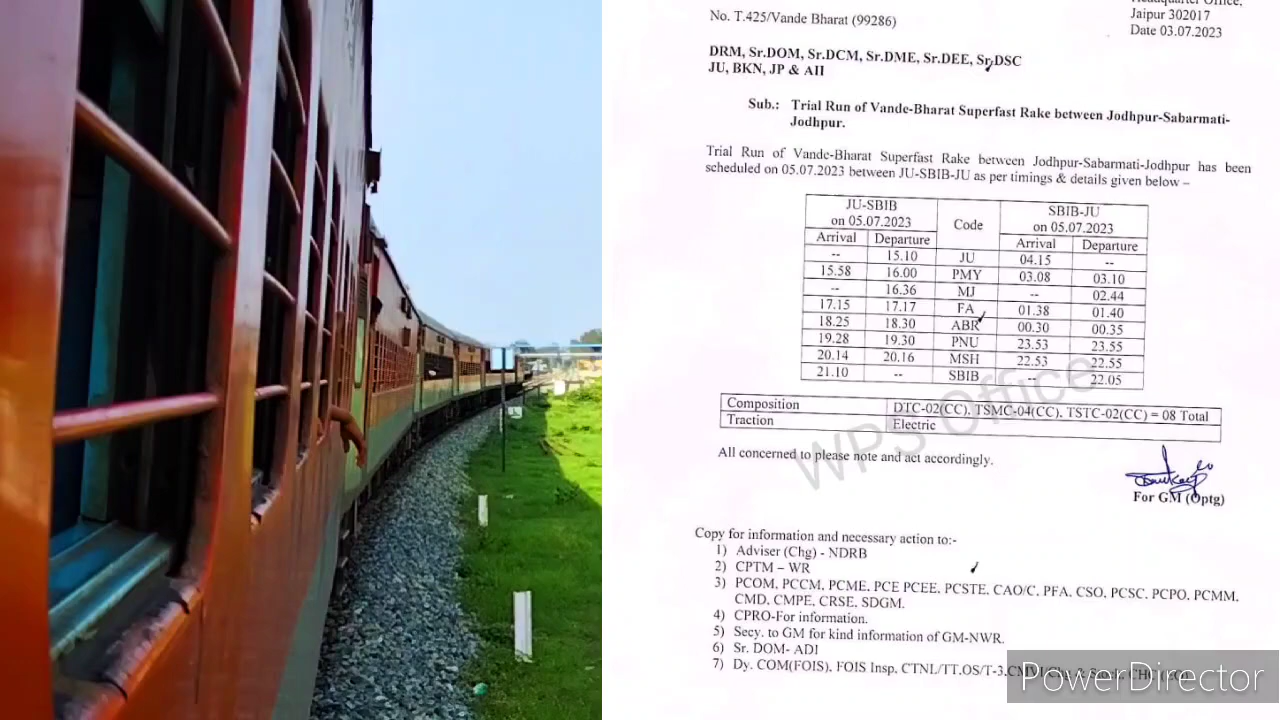 Headquarter Office,
Jaipur 302017
No. T.425/Vande Bharat (99286)
Date 03.07.2023
DRM, Sr.DOM, Sr.DCM, Sr.DME, Sr.DEE, Sr.DSC
JU, BKN, JP & AII
Sub.: Trial Run of Vande-Bharat Superfast Rake between Jodhpur-Sabarmati-
Jodhpur.
Trial Run of Vande-Bharat Superfast Rake between Jodhpur-Sabarmati-Jodhpur has been
scheduled on 05.07.2023 between JU-SBIB-JU as per timings & details given below –
JU-SBIB
on 05.07.2023 Code SBIB-JU
on 05.07.2023
Arrival Departure Arrival Departure
-- 15.10 JU 04.15 --
15.58 16.00 PMY 03.08 03.10
-- 16.36 MJ -- 02.44
17.15 17.17 FA 01.38 01.40
18.25 18.30 ABR 00.30 00.35
19.28 19.30 PNU 23.53 23.55
20.14 20.16 MSH 22.53 22.55
21.10 -- SBIB -- 22.05
Composition DTC-02(CC), TSMC-04(CC), TSTC-02(CC) = 08 Total
Traction Electric
WPS Office
All concerned to please note and act accordingly.
For GM (Optg)
Copy for information and necessary action to:-
1) Adviser (Chg) - NDRB
2) CPTM – WR
3) PCOM, PCCM, PCME, PCE PCEE, PCSTE, CAO/C, PFA, CSO, PCSC, PCPO, PCMM,
CMD, CMPE, CRSE, SDGM.
4) CPRO-For information.
5) Secy. to GM for kind information of GM-NWR.
6) Sr. DOM- ADI
7) Dy. COM(FOIS), FOIS Insp, CTNL/TT.OS/T-3,
PowerDirector